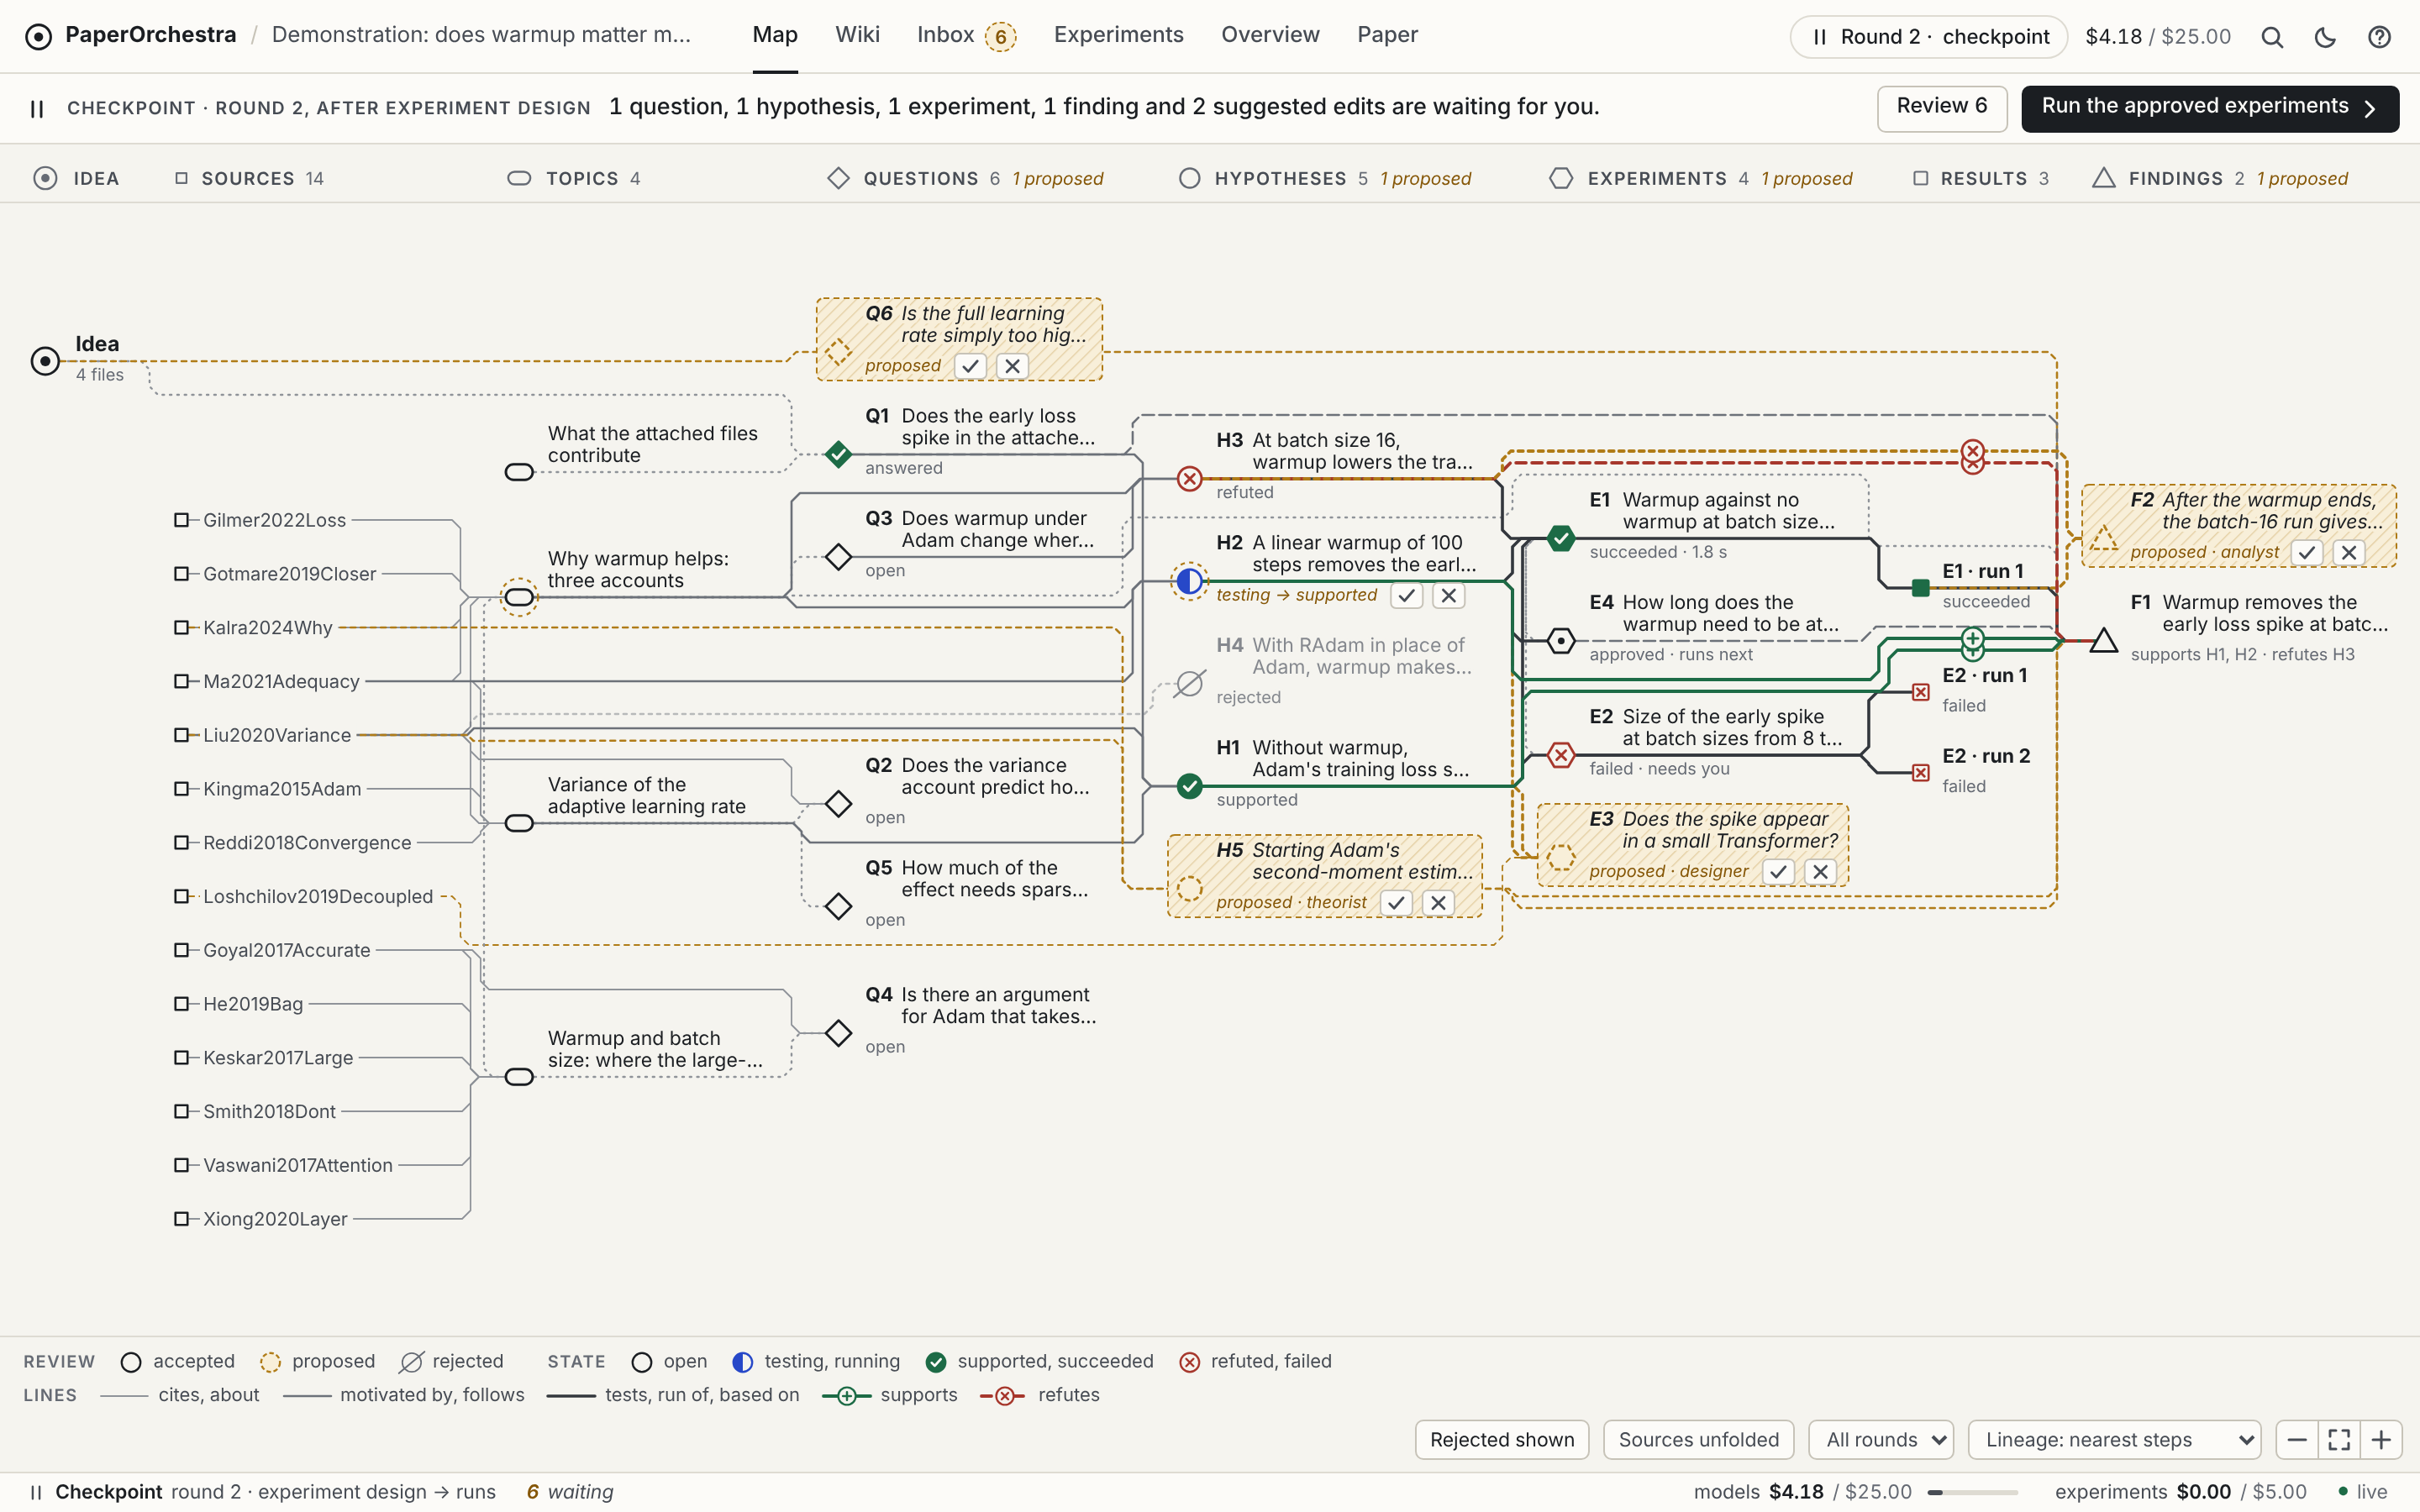 PaperOrchestra / Demonstration: does warmup matter m... Map Wiki Inbox 6 Experiments Overview Paper Round 2 · checkpoint $4.18 / $25.00
CHECKPOINT · ROUND 2, AFTER EXPERIMENT DESIGN 1 question, 1 hypothesis, 1 experiment, 1 finding and 2 suggested edits are waiting for you. Review 6 Run the approved experiments
IDEA SOURCES 14 TOPICS 4 QUESTIONS 6 1 proposed HYPOTHESES 5 1 proposed EXPERIMENTS 4 1 proposed RESULTS 3 FINDINGS 2 1 proposed
Idea
4 files
Gilmer2022Loss
Gotmare2019Closer
Kalra2024Why
Ma2021Adequacy
Liu2020Variance
Kingma2015Adam
Reddi2018Convergence
Loshchilov2019Decoupled
Goyal2017Accurate
He2019Bag
Keskar2017Large
Smith2018Dont
Vaswani2017Attention
Xiong2020Layer
What the attached files
contribute
Why warmup helps:
three accounts
Variance of the
adaptive learning rate
Warmup and batch
size: where the large-...
Q6 Is the full learning
rate simply too hig...
proposed
Q1 Does the early loss
spike in the attache...
answered
Q3 Does warmup under
Adam change wher...
open
Q2 Does the variance
account predict ho...
open
Q5 How much of the
effect needs spars...
open
Q4 Is there an argument
for Adam that takes...
open
H3 At batch size 16,
warmup lowers the tra...
refuted
H2 A linear warmup of 100
steps removes the earl...
testing → supported
H4 With RAdam in place of
Adam, warmup makes...
rejected
H1 Without warmup,
Adam's training loss s...
supported
H5 Starting Adam's
second-moment estim...
proposed · theorist
E1 Warmup against no
warmup at batch size...
succeeded · 1.8 s
E4 How long does the
warmup need to be at...
approved · runs next
E2 Size of the early spike
at batch sizes from 8 t...
failed · needs you
E3 Does the spike appear
in a small Transformer?
proposed · designer
E1 · run 1
succeeded
E2 · run 1
failed
E2 · run 2
failed
F2 After the warmup ends,
the batch-16 run gives...
proposed · analyst
F1 Warmup removes the
early loss spike at batc...
supports H1, H2 · refutes H3
REVIEW accepted proposed rejected STATE open testing, running supported, succeeded refuted, failed
LINES cites, about motivated by, follows tests, run of, based on supports refutes
Rejected shown Sources unfolded All rounds Lineage: nearest steps
Checkpoint round 2 · experiment design → runs 6 waiting models $4.18 / $25.00 experiments $0.00 / $5.00 live